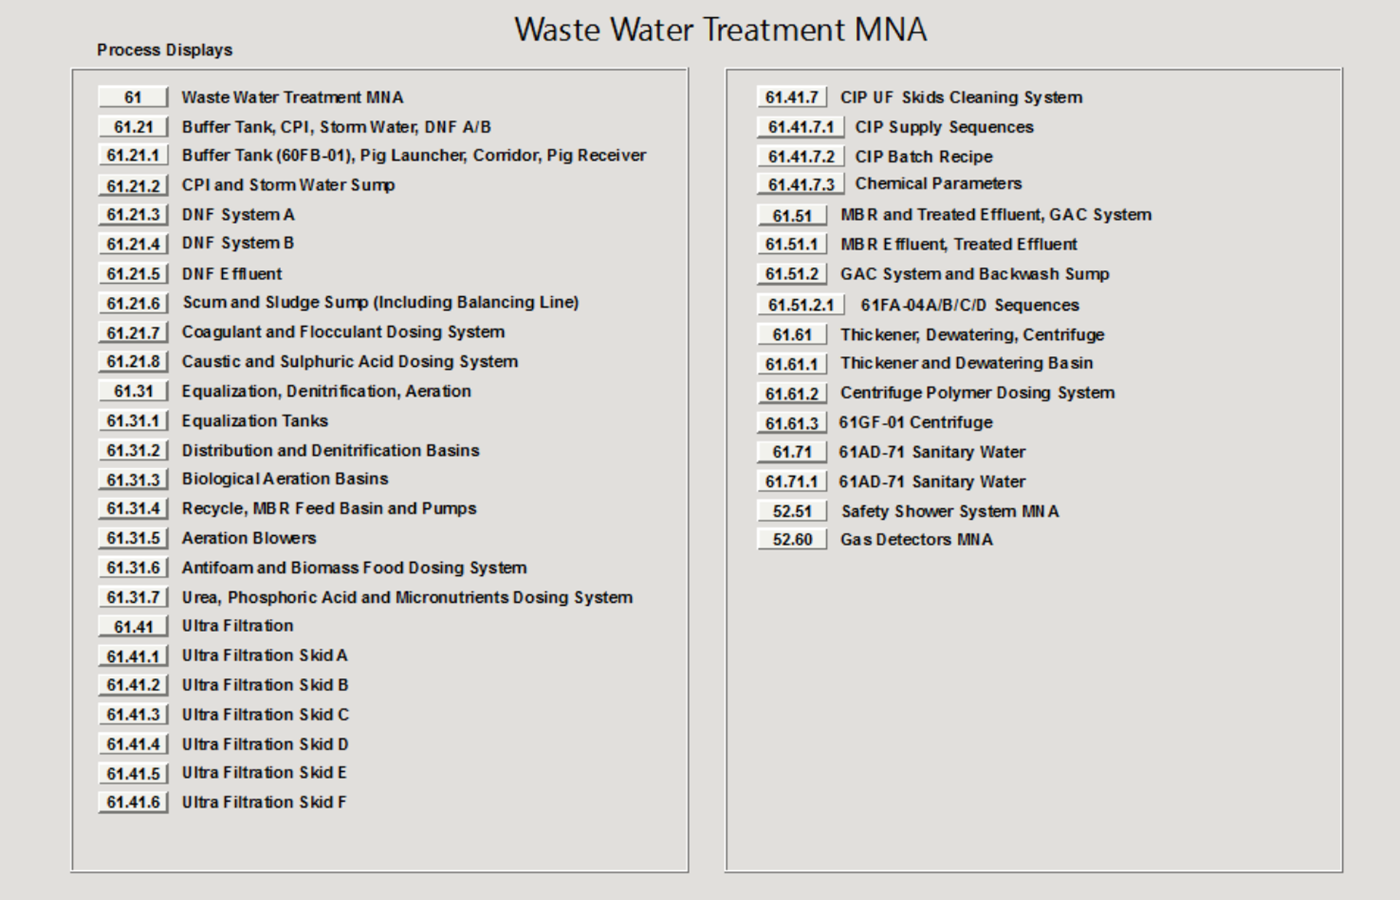 Waste Water Treatment MNA
Process Displays
61 Waste Water Treatment MNA
61.21 Buffer Tank, CPI, Storm Water, DNF A/B
61.21.1 Buffer Tank (60FB-01), Pig Launcher, Corridor, Pig Receiver
61.21.2 CPI and Storm Water Sump
61.21.3 DNF System A
61.21.4 DNF System B
61.21.5 DNF Effluent
61.21.6 Scum and Sludge Sump (Including Balancing Line)
61.21.7 Coagulant and Flocculant Dosing System
61.21.8 Caustic and Sulphuric Acid Dosing System
61.31 Equalization, Denitrification, Aeration
61.31.1 Equalization Tanks
61.31.2 Distribution and Denitrification Basins
61.31.3 Biological Aeration Basins
61.31.4 Recycle, MBR Feed Basin and Pumps
61.31.5 Aeration Blowers
61.31.6 Antifoam and Biomass Food Dosing System
61.31.7 Urea, Phosphoric Acid and Micronutrients Dosing System
61.41 Ultra Filtration
61.41.1 Ultra Filtration Skid A
61.41.2 Ultra Filtration Skid B
61.41.3 Ultra Filtration Skid C
61.41.4 Ultra Filtration Skid D
61.41.5 Ultra Filtration Skid E
61.41.6 Ultra Filtration Skid F
61.41.7 CIP UF Skids Cleaning System
61.41.7.1 CIP Supply Sequences
61.41.7.2 CIP Batch Recipe
61.41.7.3 Chemical Parameters
61.51 MBR and Treated Effluent, GAC System
61.51.1 MBR Effluent, Treated Effluent
61.51.2 GAC System and Backwash Sump
61.51.2.1 61FA-04A/B/C/D Sequences
61.61 Thickener, Dewatering, Centrifuge
61.61.1 Thickener and Dewatering Basin
61.61.2 Centrifuge Polymer Dosing System
61.61.3 61GF-01 Centrifuge
61.71 61AD-71 Sanitary Water
61.71.1 61AD-71 Sanitary Water
52.51 Safety Shower System MNA
52.60 Gas Detectors MNA